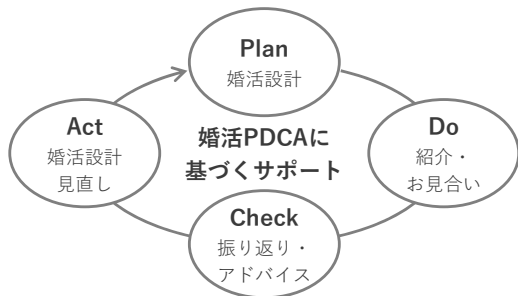 Plan
婚活設計
Act
婚活設計
見直し
婚活PDCAに
基づくサポート
Do
紹介・
お見合い
Check
振り返り・
アドバイス